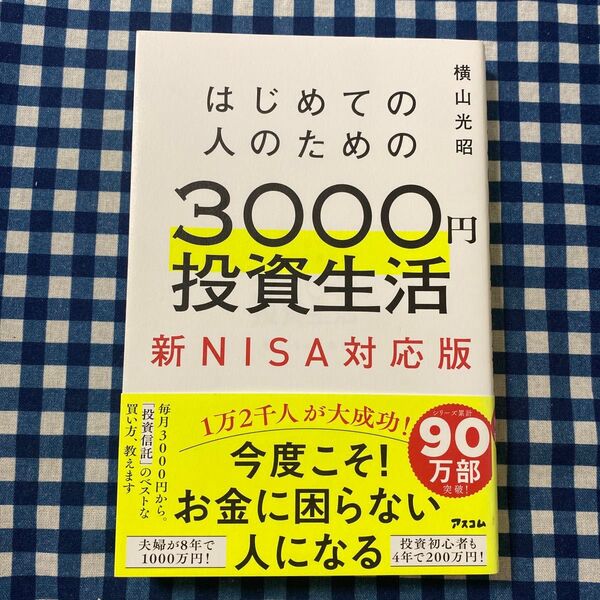 横山光昭
はじめての
人のための
3000円
投資生活
新NISA対応版
1万2千人が大成功!
シリーズ累計
90
万部
突破!
毎月3000円から。
「投資信託」のベストな
買い方、教えます
今度こそ!
お金に困らない
人になる
アスコム
夫婦が8年で
1000万円!
投資初心者も
4年で200万円!